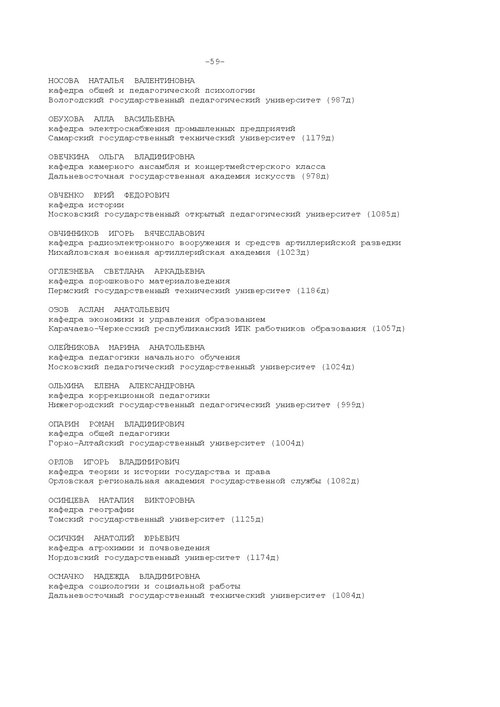 -59-
НОСОВА НАТАЛЬЯ ВАЛЕНТИНОВНА
кафедра общей и педагогической психологии
Вологодский государственный педагогический университет (987д)
ОБУХОВА АЛЛА ВАСИЛЬЕВНА
кафедра электроснабжения промышленных предприятий
Самарский государственный технический университет (1179д)
ОВЕЧКИНА ОЛЬГА ВЛАДИМИРОВНА
кафедра камерного ансамбля и концертмейстерского класса
Дальневосточная государственная академия искусств (978д)
ОВЧЕНКО ЮРИЙ ФЕДОРОВИЧ
кафедра истории
Московский государственный открытый педагогический университет (1085д)
ОВЧИННИКОВ ИГОРЬ ВЯЧЕСЛАВОВИЧ
кафедра радиоэлектронного вооружения и средств артиллерийской разведки
Михайловская военная артиллерийская академия (1023д)
ОГЛЕЗНЕВА СВЕТЛАНА АРКАДЬЕВНА
кафедра порошкового материаловедения
Пермский государственный технический университет (1186д)
ОЗОВ АСЛАН АНАТОЛЬЕВИЧ
кафедра экономики и управления образованием
Карачаево-Черкесский республиканский ИПК работников образования (1057д)
ОЛЕЙНИКОВА МАРИНА АНАТОЛЬЕВНА
кафедра педагогики начального обучения
Московский педагогический государственный университет (1024д)
ОЛЬХИНА ЕЛЕНА АЛЕКСАНДРОВНА
кафедра коррекционной педагогики
Нижегородский государственный педагогический университет (999д)
ОПАРИН РОМАН ВЛАДИМИРОВИЧ
кафедра общей педагогики
Горно-Алтайский государственный университет (1004д)
ОРЛОВ ИГОРЬ ВЛАДИМИРОВИЧ
кафедра теории и истории государства и права
Орловская региональная академия государственной службы (1082д)
ОСИНЦЕВА НАТАЛИЯ ВИКТОРОВНА
кафедра географии
Томский государственный университет (1125д)
ОСИЧКИН АНАТОЛИЙ ЮРЬЕВИЧ
кафедра агрохимии и почвоведения
Мордовский государственный университет (1174д)
ОСМАЧКО НАДЕЖДА ВЛАДИМИРОВНА
кафедра социологии и социальной работы
Дальневосточный государственный технический университет (1084д)